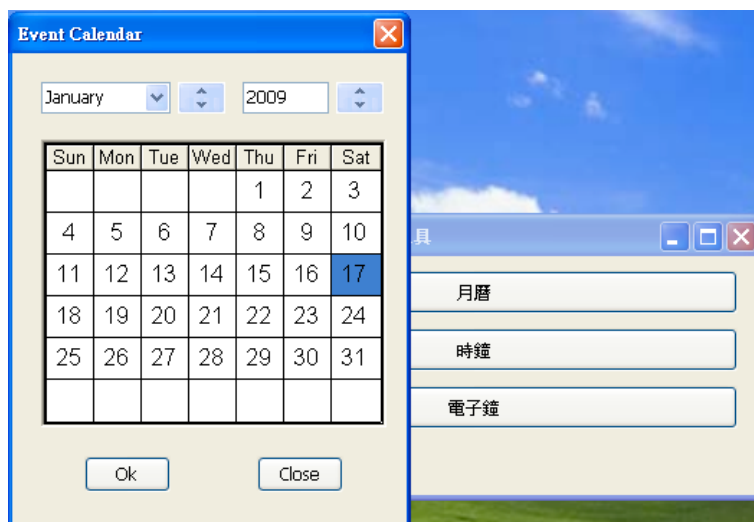 Event Calendar
January 2009
Sun Mon Tue Wed Thu Fri Sat
1 2 3
4 5 6 7 8 9 10
11 12 13 14 15 16 17
18 19 20 21 22 23 24
25 26 27 28 29 30 31
Ok Close
具
月曆
時鐘
電子鐘